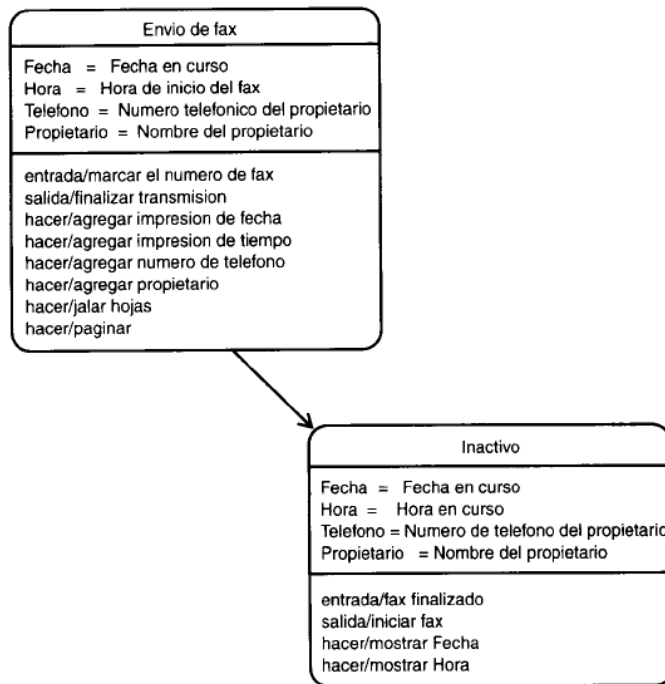 Envio de fax
Fecha = Fecha en curso
Hora = Hora de inicio del fax
Telefono = Numero telefonico del propietario
Propietario = Nombre del propietario
entrada/marcar el numero de fax
salida/finalizar transmision
hacer/agregar impresion de fecha
hacer/agregar impresion de tiempo
hacer/agregar numero de telefono
hacer/agregar propietario
hacer/jalar hojas
hacer/paginar
Inactivo
Fecha = Fecha en curso
Hora = Hora en curso
Telefono = Numero de telefono del propietario
Propietario = Nombre del propietario
entrada/fax finalizado
salida/iniciar fax
hacer/mostrar Fecha
hacer/mostrar Hora